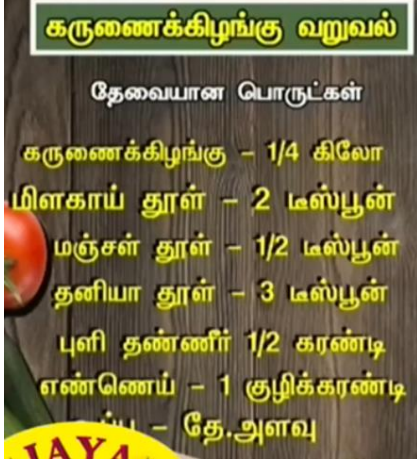 கருணைக்கிழங்கு வறுவல்
தேவையான பொருட்கள்
கருணைக்கிழங்கு – 1/4 கிலோ
மிளகாய் தூள் – 2 டீஸ்பூன்
மஞ்சள் தூள் – 1/2 டீஸ்பூன்
தனியா தூள் – 3 டீஸ்பூன்
புளி தண்ணீர் 1/2 கரண்டி
எண்ணெய் – 1 குழிக்கரண்டி
– தே.அளவு
JAYA